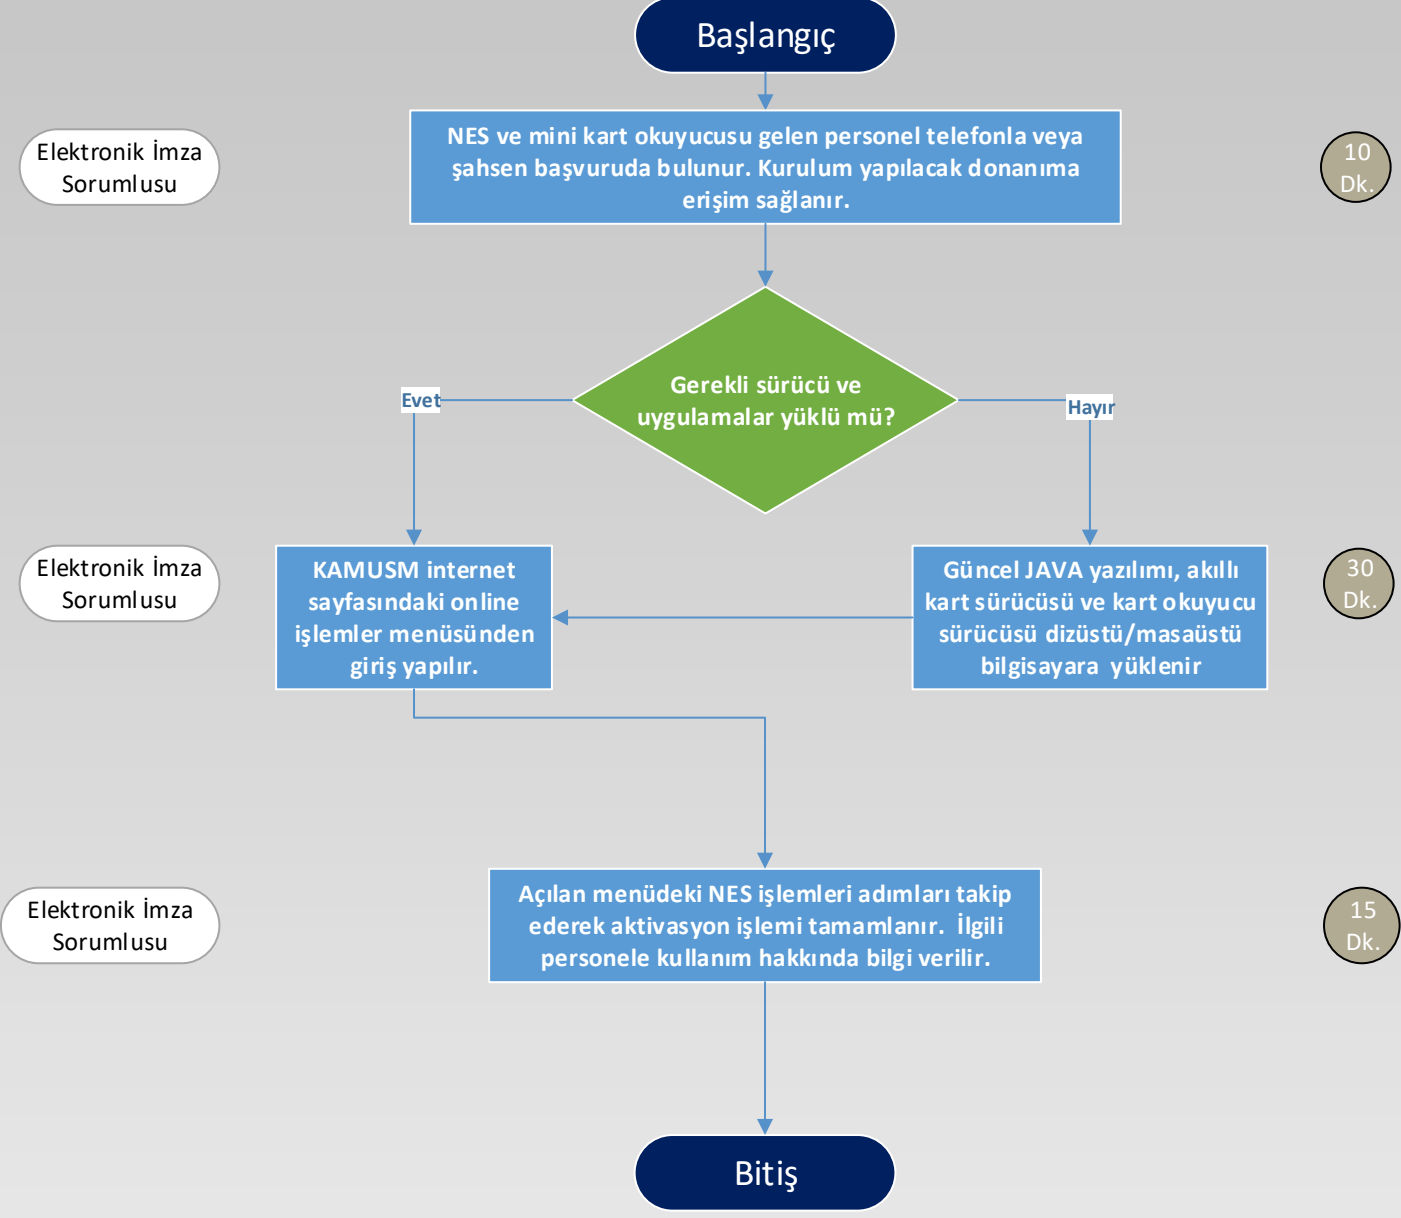 Başlangıç
Elektronik İmza
Sorumlusu
NES ve mini kart okuyucusu gelen personel telefonla veya
şahsen başvuruda bulunur. Kurulum yapılacak donanıma
erişim sağlanır.
10
Dk.
Gerekli sürücü ve
uygulamalar yüklü mü?
Evet
Hayır
Elektronik İmza
Sorumlusu
KAMUSM internet
sayfasındaki online
işlemler menüsünden
giriş yapılır.
Güncel JAVA yazılımı, akıllı
kart sürücüsü ve kart okuyucu
sürücüsü dizüstü/masaüstü
bilgisayara yüklenir
30
Dk.
Elektronik İmza
Sorumlusu
Açılan menüdeki NES işlemleri adımları takip
ederek aktivasyon işlemi tamamlanır. İlgili
personele kullanım hakkında bilgi verilir.
15
Dk.
Bitiş